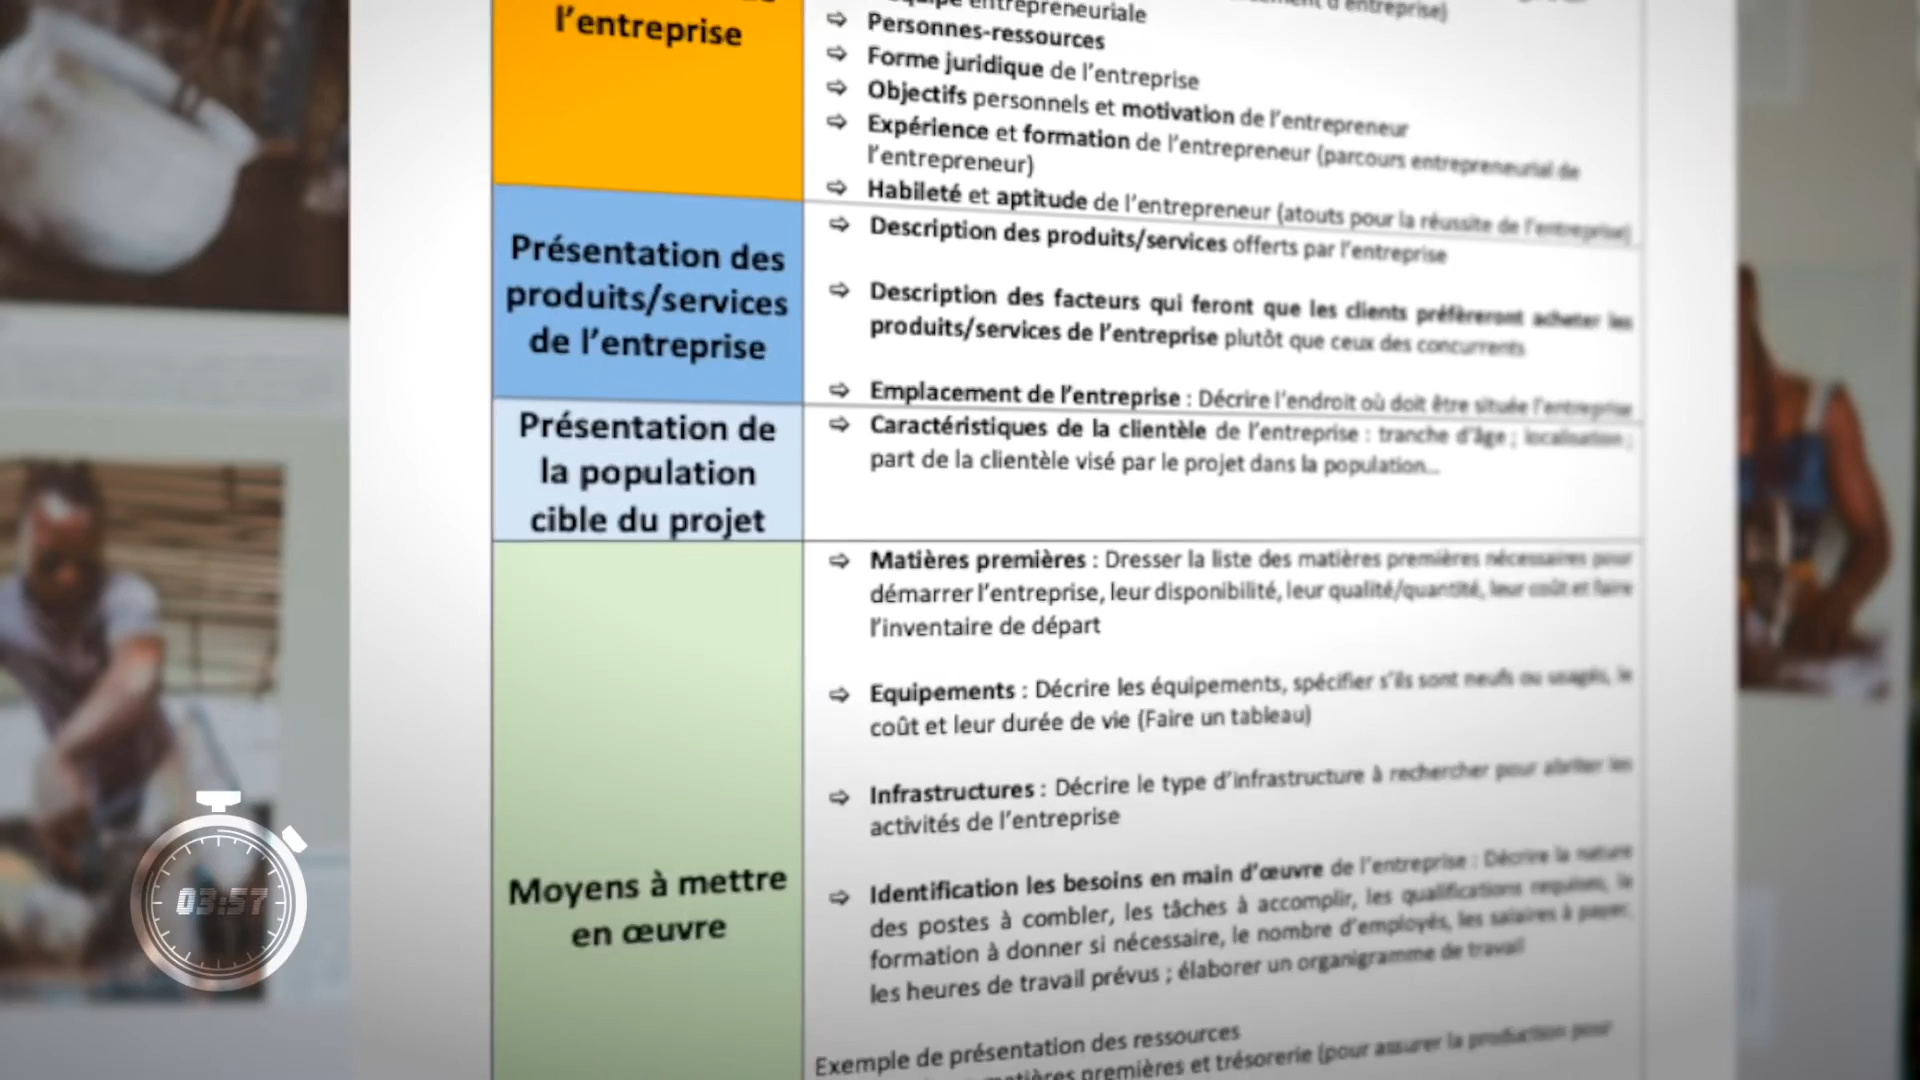 l'entreprise
entrepreneuriale
d'entreprise)
⇨ Personnes-ressources
⇨ Forme juridique de l'entreprise
⇨ Objectifs personnels et motivation de l'entrepreneur
⇨ Expérience et formation de l'entrepreneur (parcours entrepreneurial de
l'entrepreneur)
⇨ Habileté et aptitude de l'entrepreneur (atouts pour la réussite de l'entreprise)
Présentation des
produits/services
de l'entreprise
⇨ Description des produits/services offerts par l'entreprise
⇨ Description des facteurs qui feront que les clients préfèreront acheter les
produits/services de l'entreprise plutôt que ceux des concurrents
⇨ Emplacement de l'entreprise : Décrire l'endroit où doit être située l'entreprise
Présentation de
la population
cible du projet
⇨ Caractéristiques de la clientèle de l'entreprise : tranche d'âge ; localisation ;
part de la clientèle visé par le projet dans la population...
Moyens à mettre
en œuvre
⇨ Matières premières : Dresser la liste des matières premières nécessaires pour
démarrer l'entreprise, leur disponibilité, leur qualité/quantité, leur coût et faire
l'inventaire de départ
⇨ Equipements : Décrire les équipements, spécifier s'ils sont neufs ou usagés, le
coût et leur durée de vie (Faire un tableau)
⇨ Infrastructures : Décrire le type d'infrastructure à rechercher pour abriter les
activités de l'entreprise
⇨ Identification les besoins en main d'œuvre de l'entreprise : Décrire la nature
des postes à combler, les tâches à accomplir, les qualifications requises, la
formation à donner si nécessaire, le nombre d'employés, les salaires à payer,
les heures de travail prévus ; élaborer un organigramme de travail
Exemple de présentation des ressources
matières premières et trésorerie (pour assurer la production pour
03:57